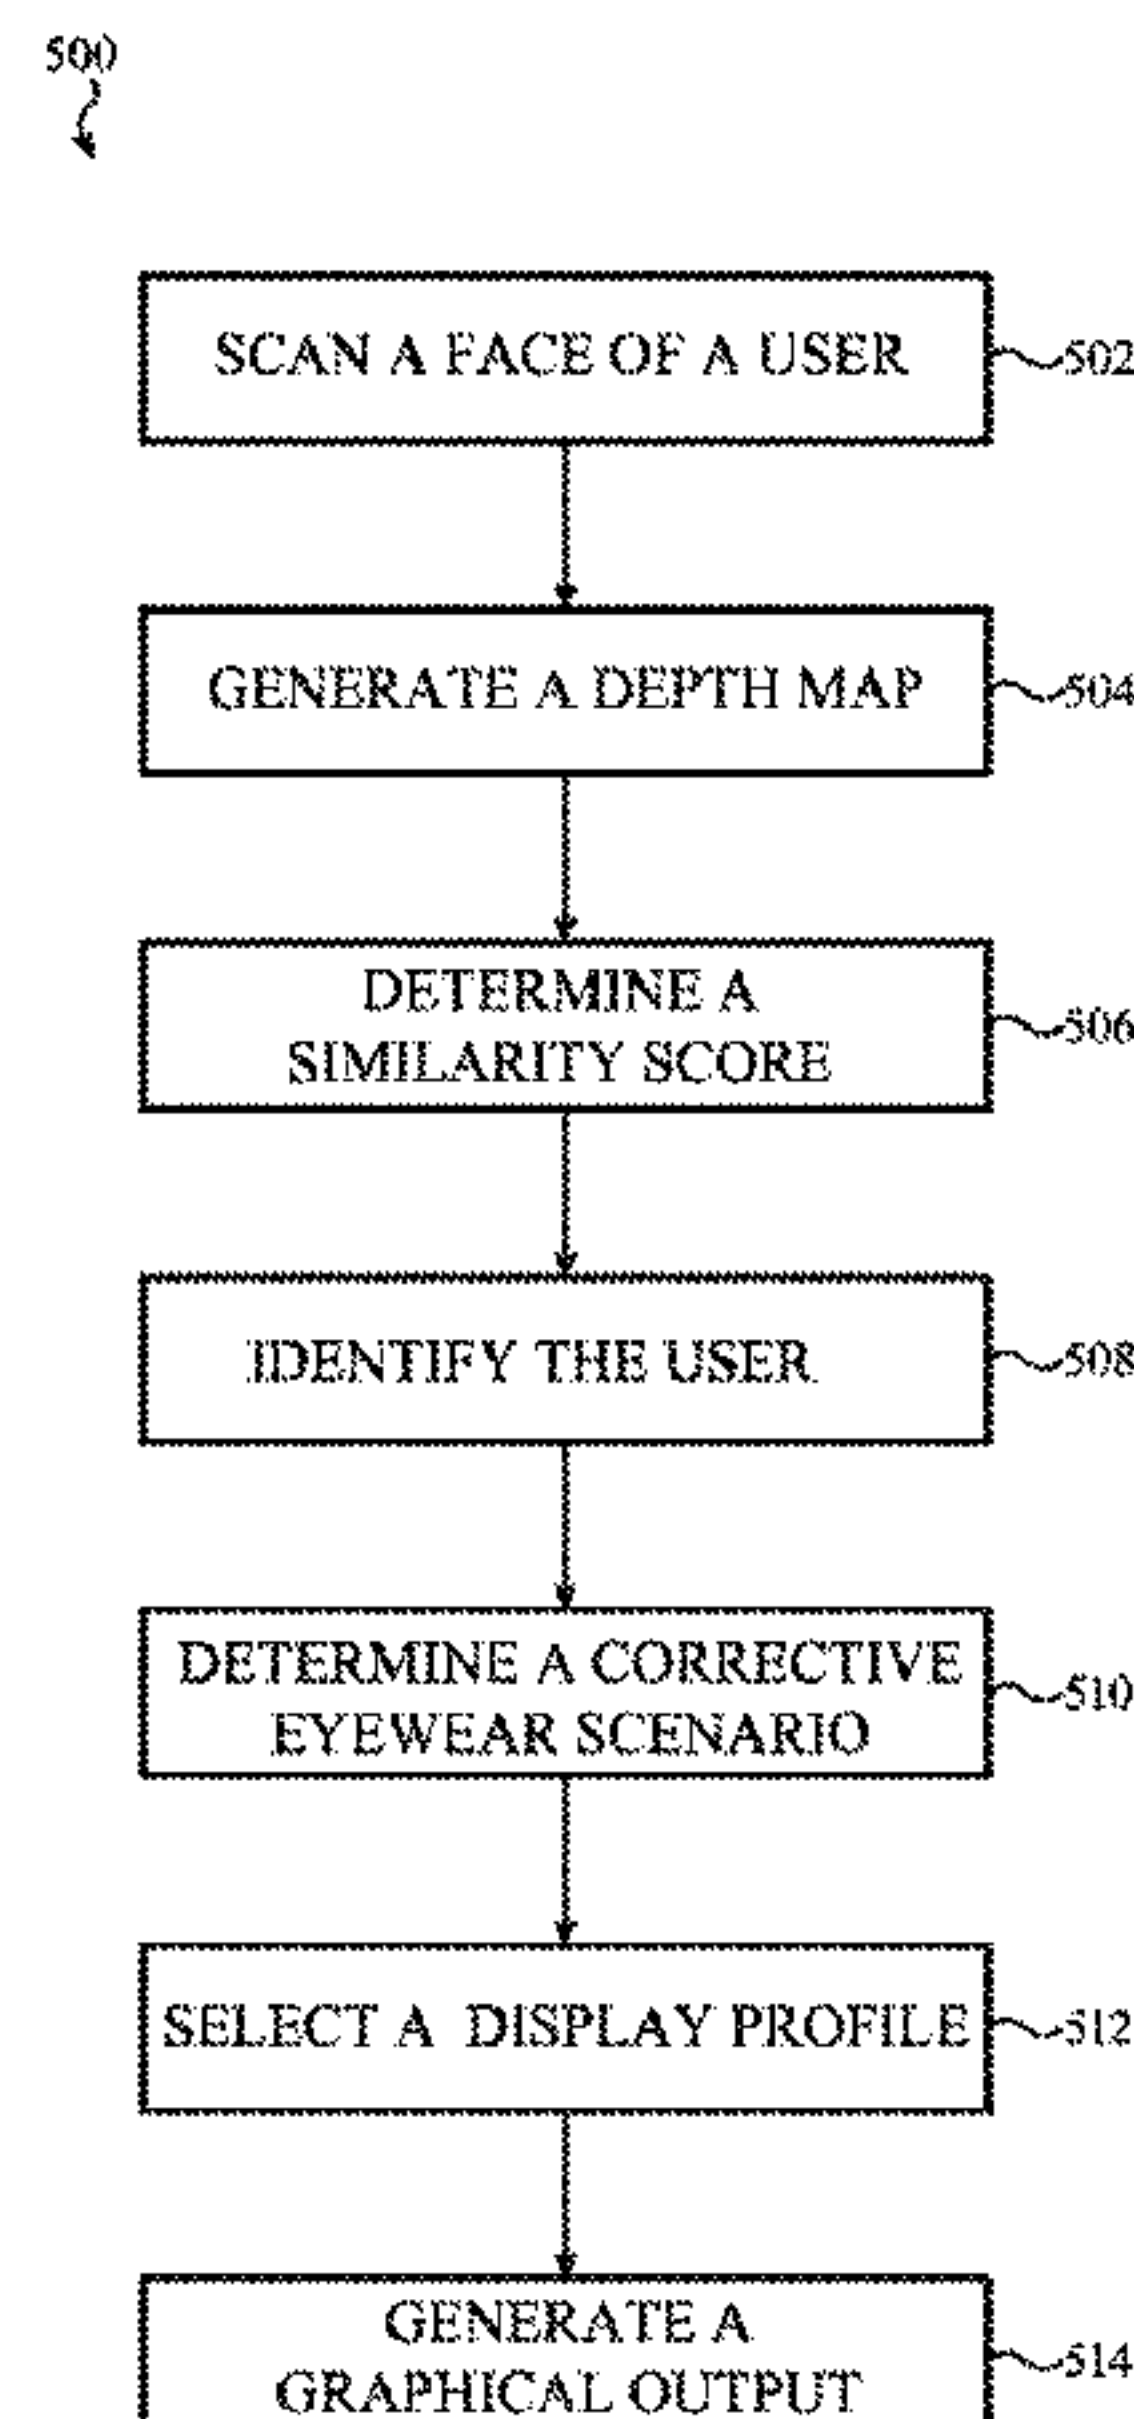 500
SCAN A FACE OF A USER
502
GENERATE A DEPTH MAP
504
DETERMINE A
SIMILARITY SCORE
506
IDENTIFY THE USER
508
DETERMINE A CORRECTIVE
EYEWEAR SCENARIO
510
SELECT A DISPLAY PROFILE
512
GENERATE A
GRAPHICAL OUTPUT
514